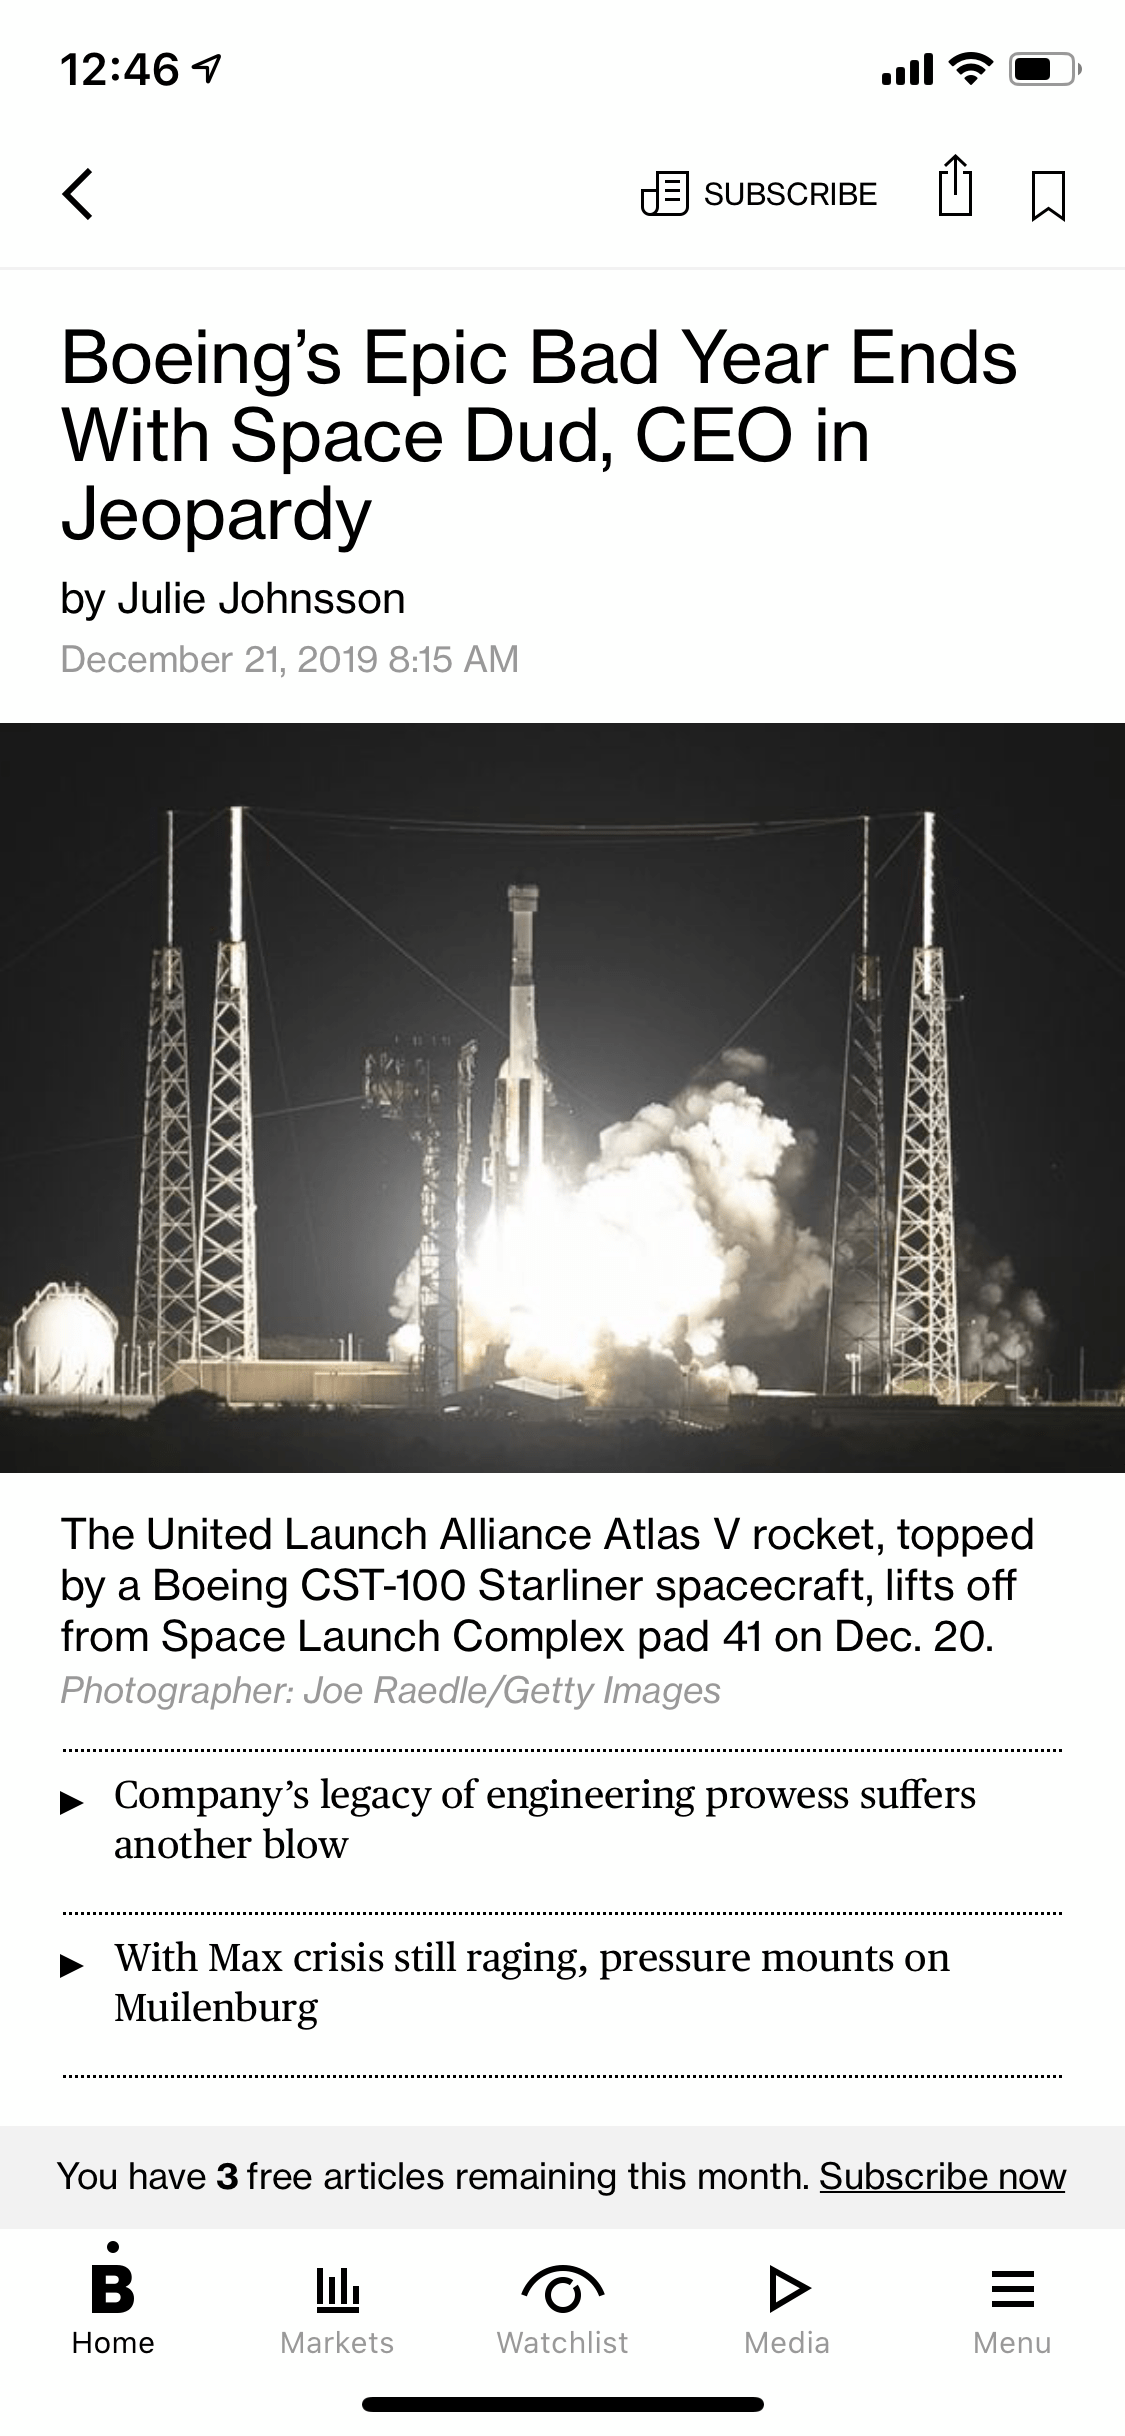 12:46
SUBSCRIBE
Boeing’s Epic Bad Year Ends
With Space Dud, CEO in
Jeopardy
by Julie Johnsson
December 21, 2019 8:15 AM
The United Launch Alliance Atlas V rocket, topped
by a Boeing CST-100 Starliner spacecraft, lifts off
from Space Launch Complex pad 41 on Dec. 20.
Photographer: Joe Raedle/Getty Images
Company’s legacy of engineering prowess suffers
another blow
With Max crisis still raging, pressure mounts on
Muilenburg
You have 3 free articles remaining this month. Subscribe now
B
Home
Markets
Watchlist
Media
Menu